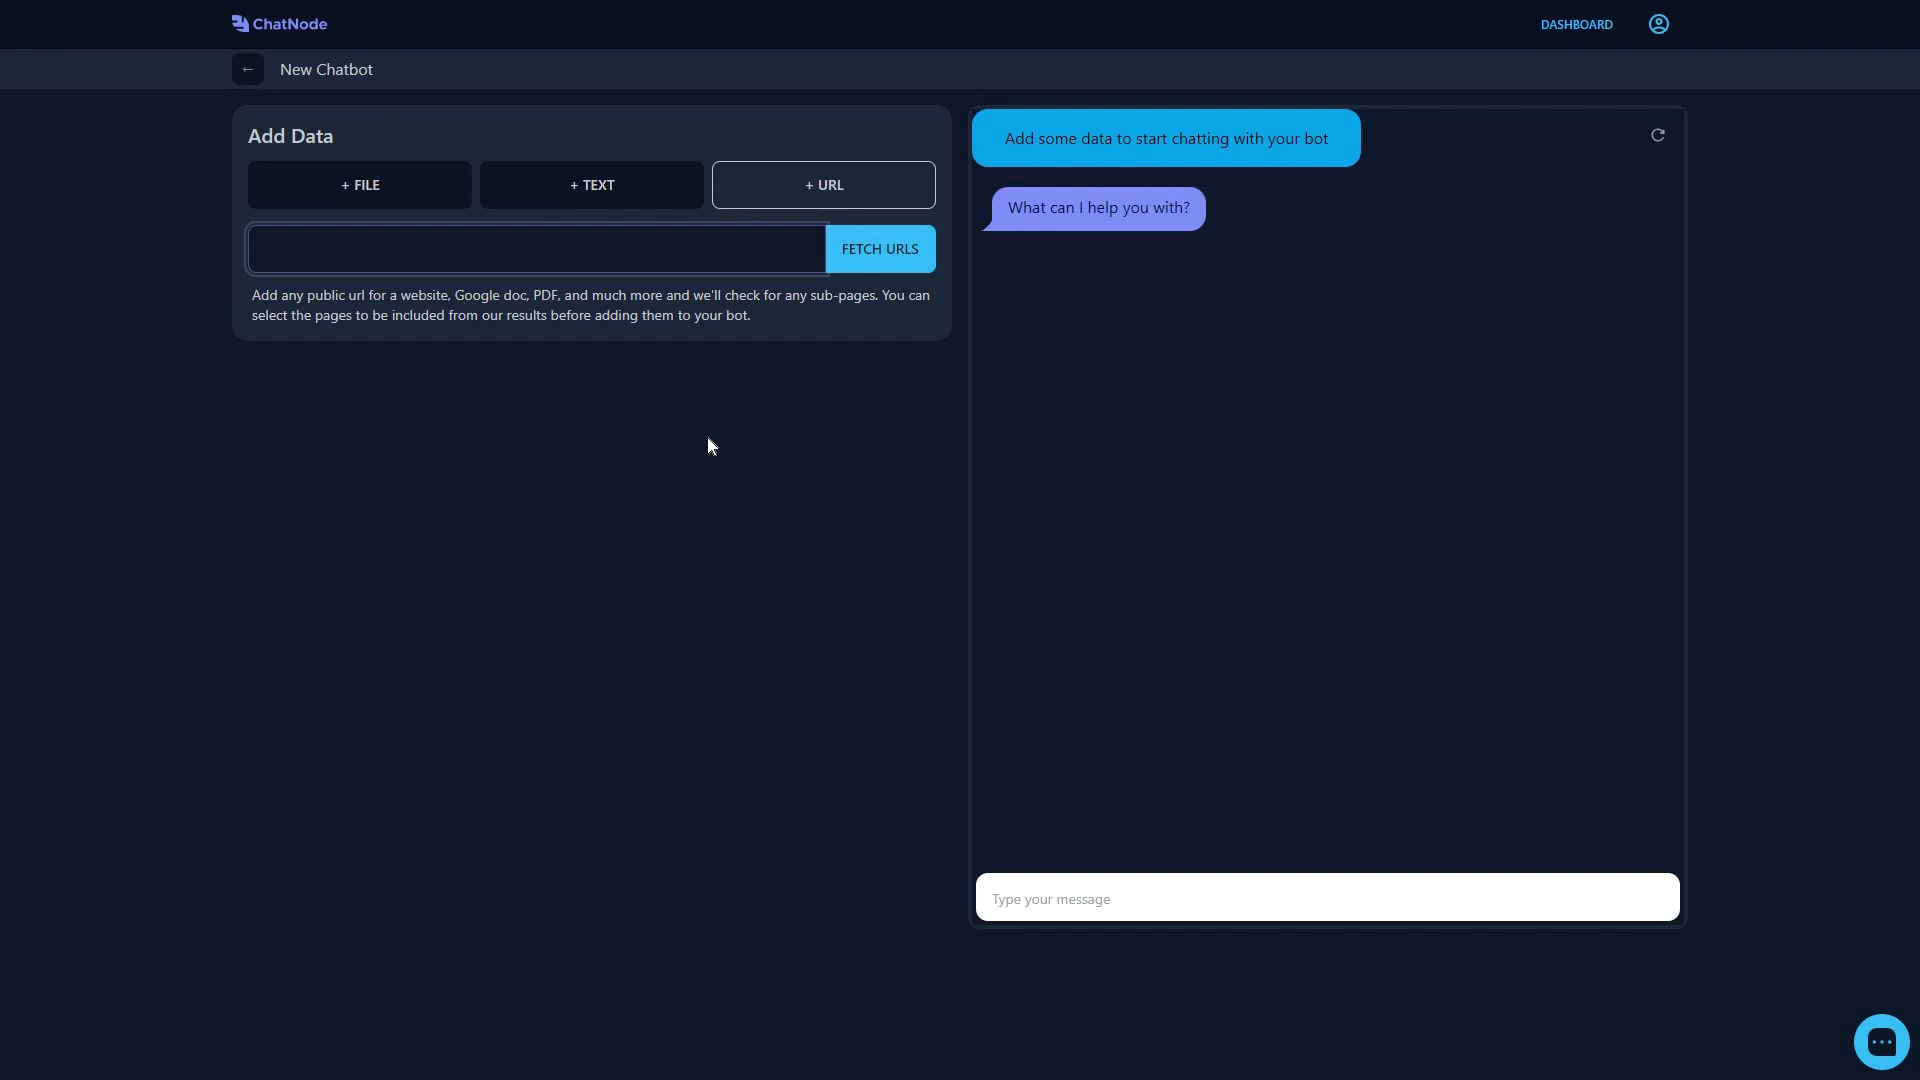 ChatNode
DASHBOARD
← New Chatbot
Add Data
+ FILE
+ TEXT
+ URL
FETCH URLS
Add any public url for a website, Google doc, PDF, and much more and we'll check for any sub-pages. You can
select the pages to be included from our results before adding them to your bot.
Add some data to start chatting with your bot
What can I help you with?
Type your message